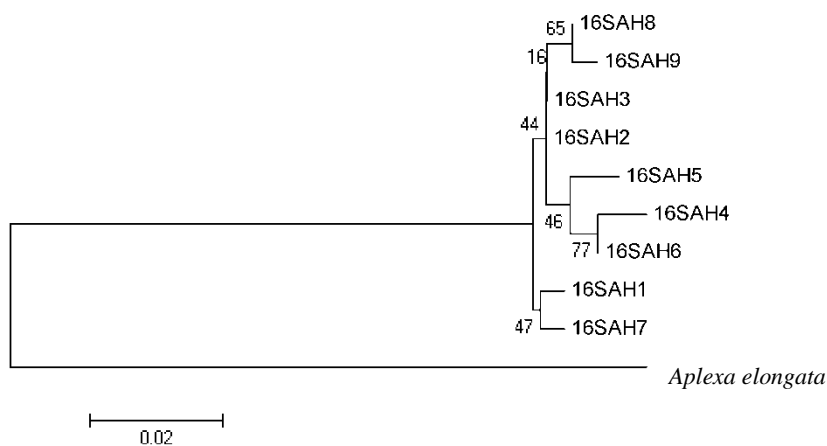 65
16SAH8
16
16SAH9
16SAH3
44
16SAH2
16SAH5
46
16SAH4
77
16SAH6
16SAH1
47
16SAH7
Aplexa elongata
0.02